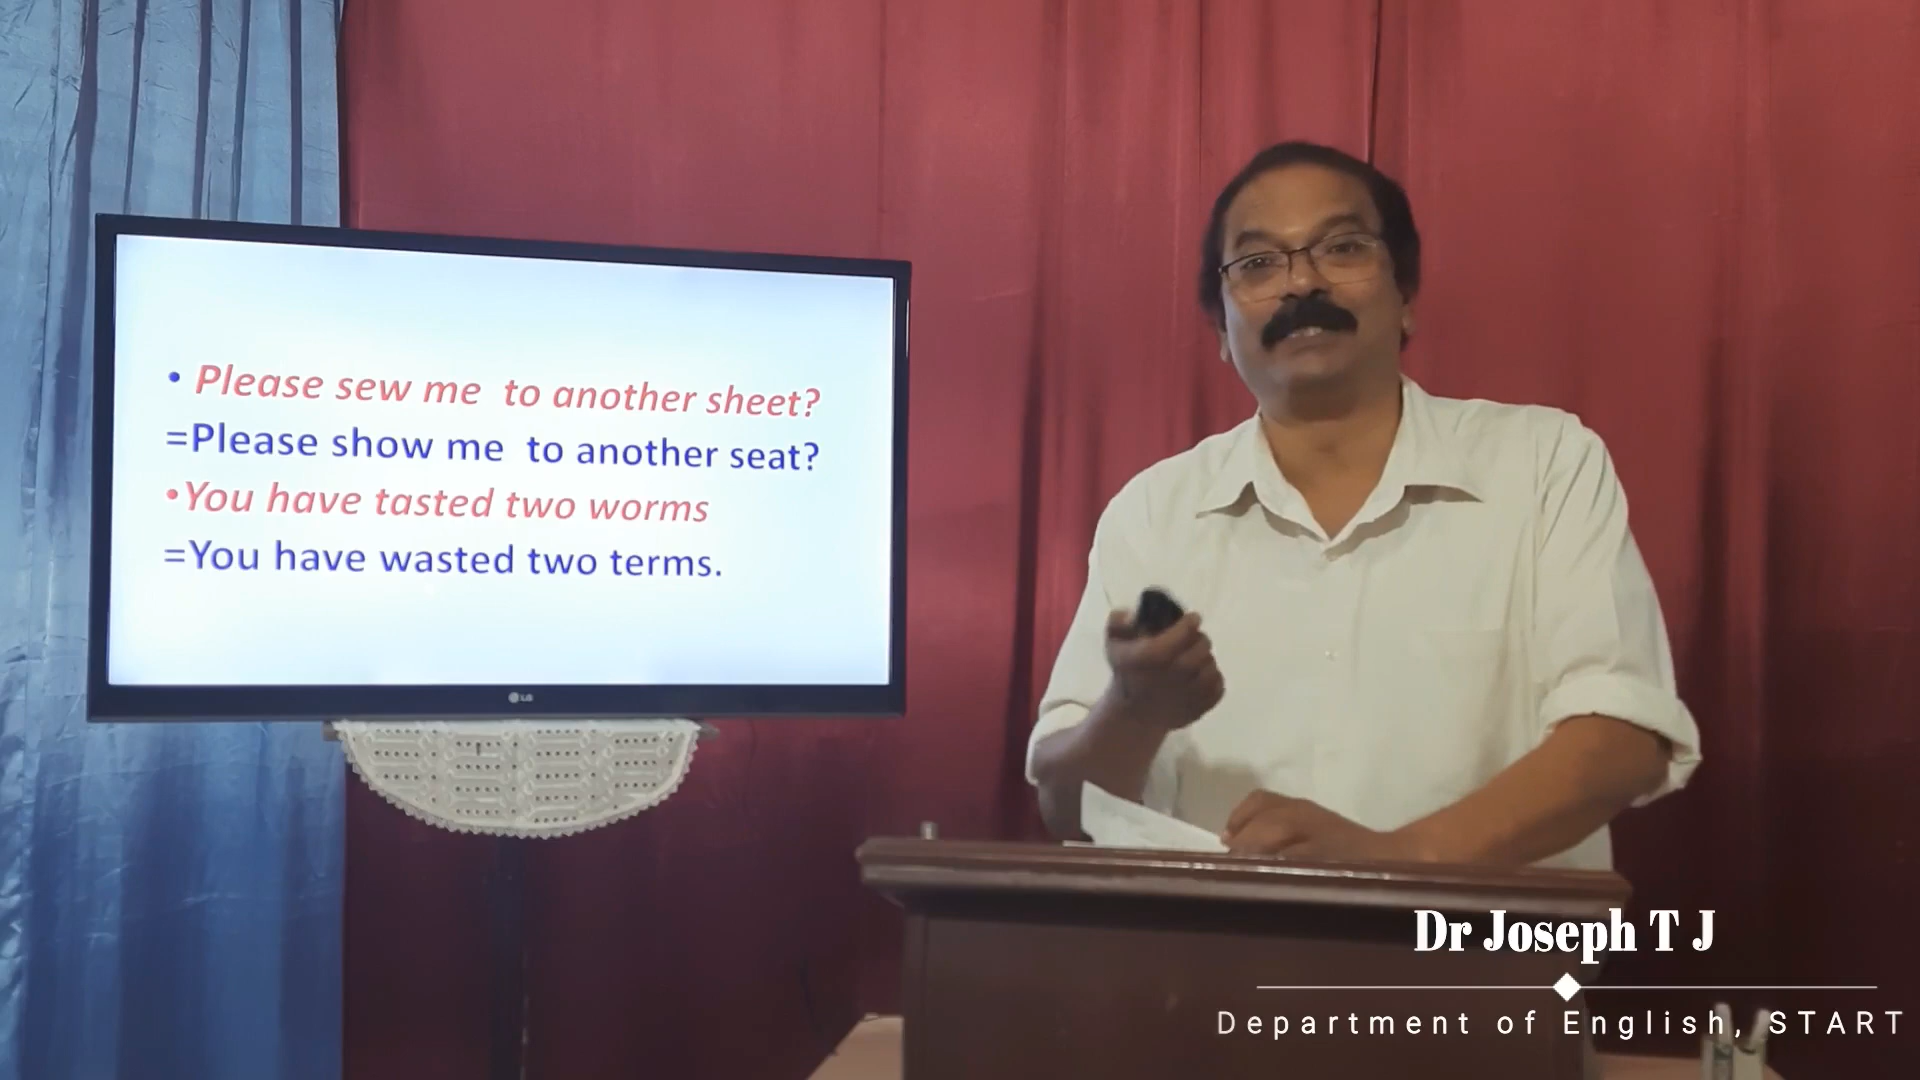 • Please sew me to another sheet?
=Please show me to another seat?
•You have tasted two worms
=You have wasted two terms.
LG
Dr Joseph T J
Department of English, START